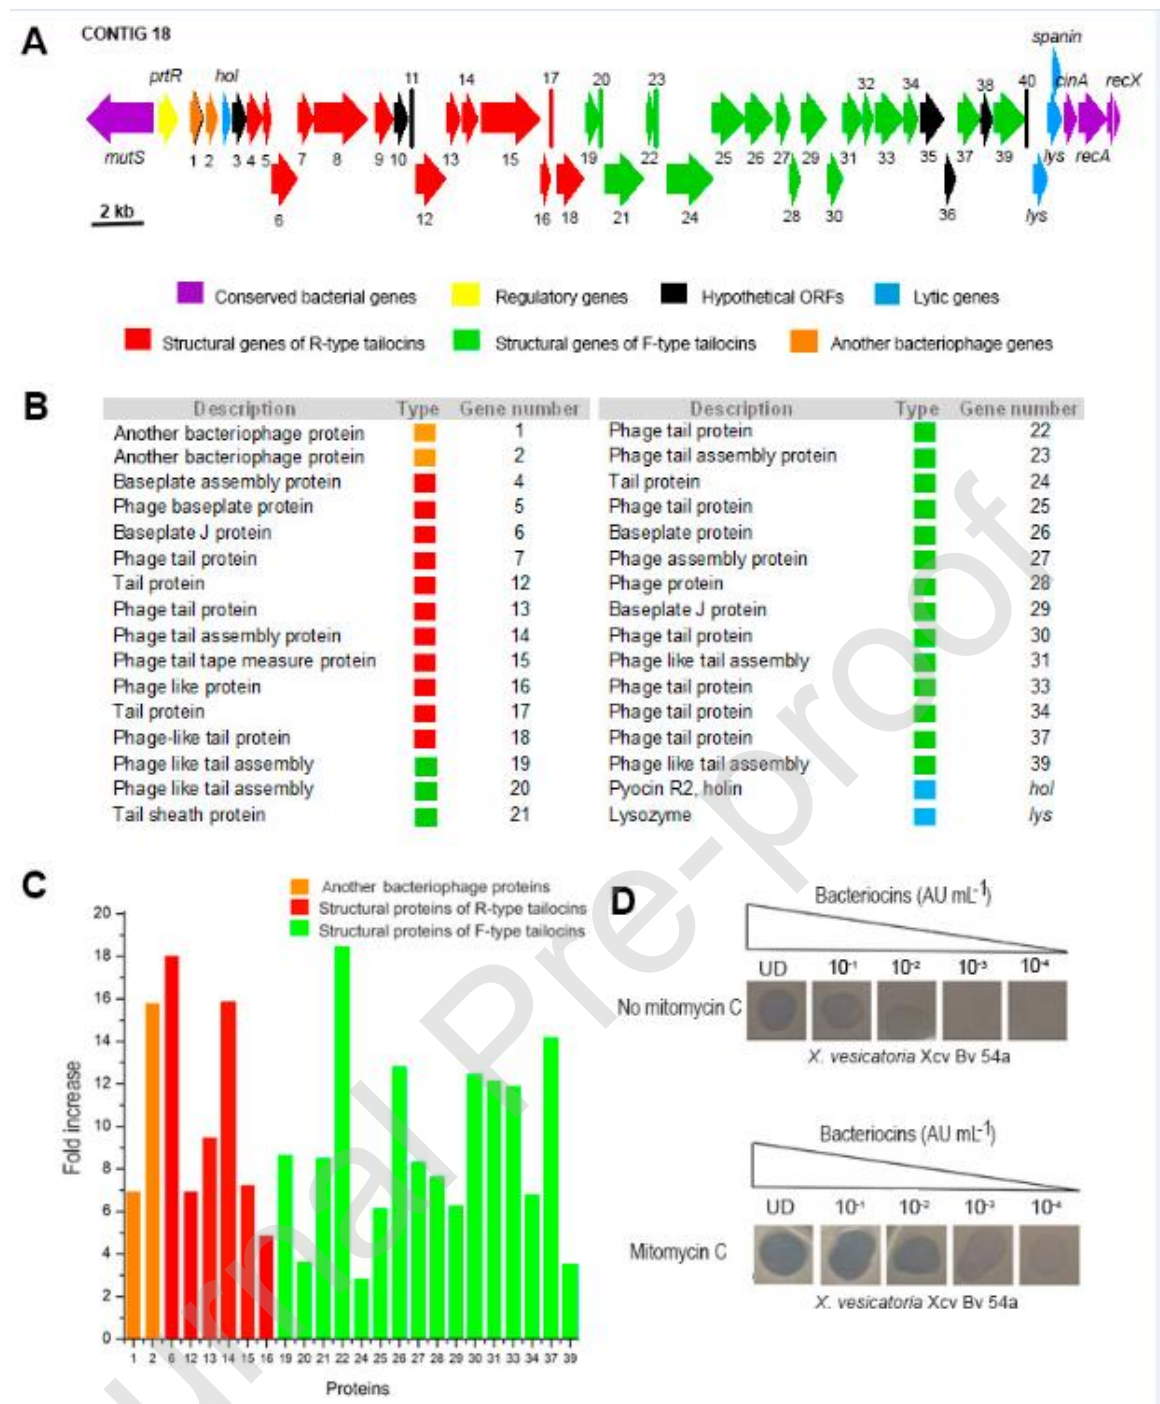 A
CONTIG 18
spanin
prtR hol 11 14 17 20 23 32 34 38 40 cinA recX
mutS 1 2 3 4 5 7 8 9 10 13 15 19 22 25 26 27 29 31 33 35 37 39 lys recA
2 kb 6 12 16 18 21 24 28 30 36 lys
Conserved bacterial genes Regulatory genes Hypothetical ORFs Lytic genes
Structural genes of R-type tailocins Structural genes of F-type tailocins Another bacteriophage genes
B
Description Type Gene number Description Type Gene number
Another bacteriophage protein 1 Phage tail protein 22
Another bacteriophage protein 2 Phage tail assembly protein 23
Baseplate assembly protein 4 Tail protein 24
Phage baseplate protein 5 Phage tail protein 25
Baseplate J protein 6 Baseplate protein 26
Phage tail protein 7 Phage assembly protein 27
Tail protein 12 Phage protein 28
Phage tail protein 13 Baseplate J protein 29
Phage tail assembly protein 14 Phage tail protein 30
Phage tail tape measure protein 15 Phage like tail assembly 31
Phage like protein 16 Phage tail protein 33
Tail protein 17 Phage tail protein 34
Phage-like tail protein 18 Phage tail protein 37
Phage like tail assembly 19 Phage like tail assembly 39
Phage like tail assembly 20 Pyocin R2, holin hol
Tail sheath protein 21 Lysozyme lys
C
Another bacteriophage proteins
Structural proteins of R-type tailocins
Structural proteins of F-type tailocins
20
18
16
14
12
10
8
6
4
2
0
Fold increase
1 2 6 12 13 14 15 16 19 20 21 22 24 25 26 27 28 29 30 31 33 34 37 39
Proteins
D
Bacteriocins (AU mL-1)
UD 10-1 10-2 10-3 10-4
No mitomycin C
X. vesicatoria Xcv Bv 54a
Bacteriocins (AU mL-1)
UD 10-1 10-2 10-3 10-4
Mitomycin C
X. vesicatoria Xcv Bv 54a
urnal Pre-proof